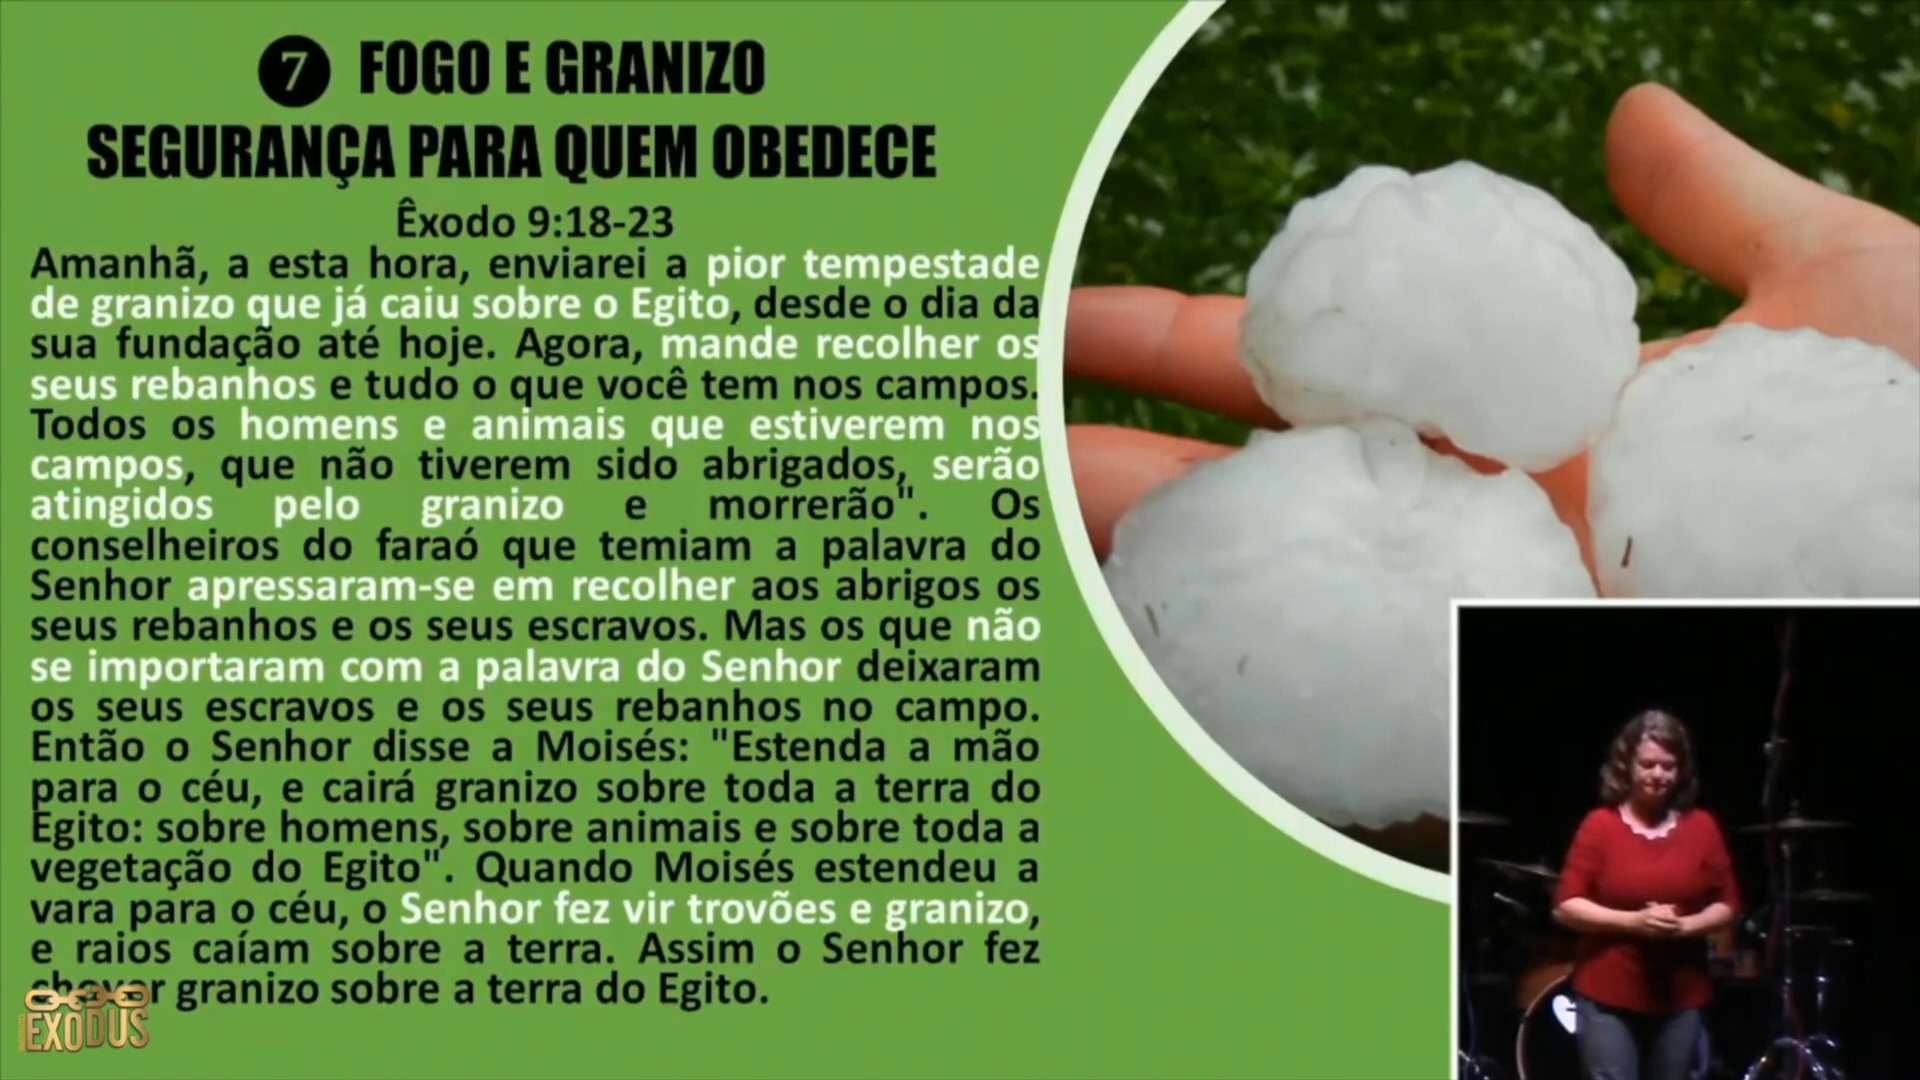 7 FOGO E GRANIZO
SEGURANÇA PARA QUEM OBEDECE
Êxodo 9:18-23
Amanhã, a esta hora, enviarei a pior tempestade
de granizo que já caiu sobre o Egito, desde o dia da
sua fundação até hoje. Agora, mande recolher os
seus rebanhos e tudo o que você tem nos campos.
Todos os homens e animais que estiverem nos
campos, que não tiverem sido abrigados, serão
atingidos pelo granizo e morrerão". Os
conselheiros do faraó que temiam a palavra do
Senhor apressaram-se em recolher aos abrigos os
seus rebanhos e os seus escravos. Mas os que não
se importaram com a palavra do Senhor deixaram
os seus escravos e os seus rebanhos no campo.
Então o Senhor disse a Moisés: "Estenda a mão
para o céu, e cairá granizo sobre toda a terra do
Egito: sobre homens, sobre animais e sobre toda a
vegetação do Egito". Quando Moisés estendeu a
vara para o céu, o Senhor fez vir trovões e granizo,
e raios caíam sobre a terra. Assim o Senhor fez
chover granizo sobre a terra do Egito.
EXODUS